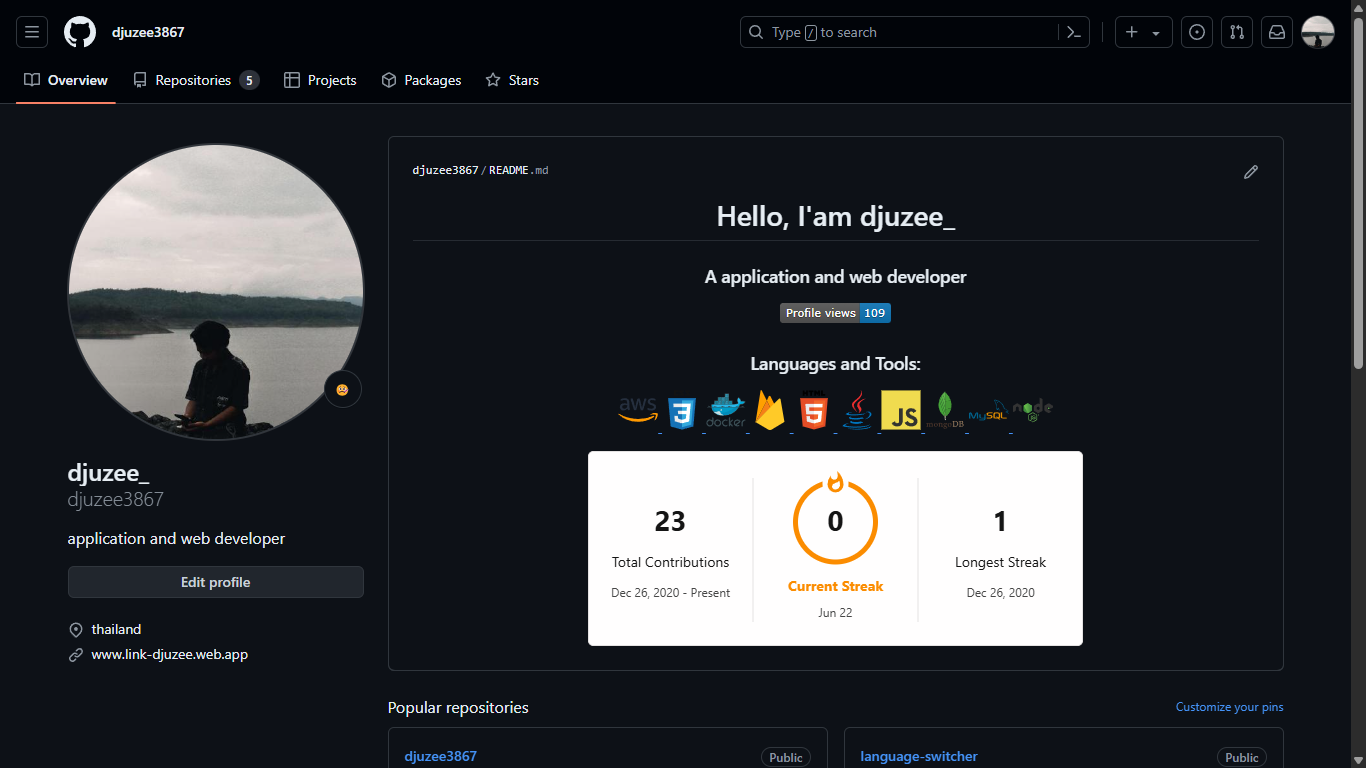 djuzee3867
Type / to search
Overview
Repositories 5
Projects
Packages
Stars
djuzee3867/README.md
Hello, I'am djuzee_
A application and web developer
Profile views 109
Languages and Tools:
aws
docker
HTML
JS
mongoDB
MySQL
node
23
Total Contributions
Dec 26, 2020 - Present
0
Current Streak
Jun 22
1
Longest Streak
Dec 26, 2020
djuzee_
djuzee3867
application and web developer
Edit profile
thailand
www.link-djuzee.web.app
Popular repositories
Customize your pins
djuzee3867
Public
language-switcher
Public